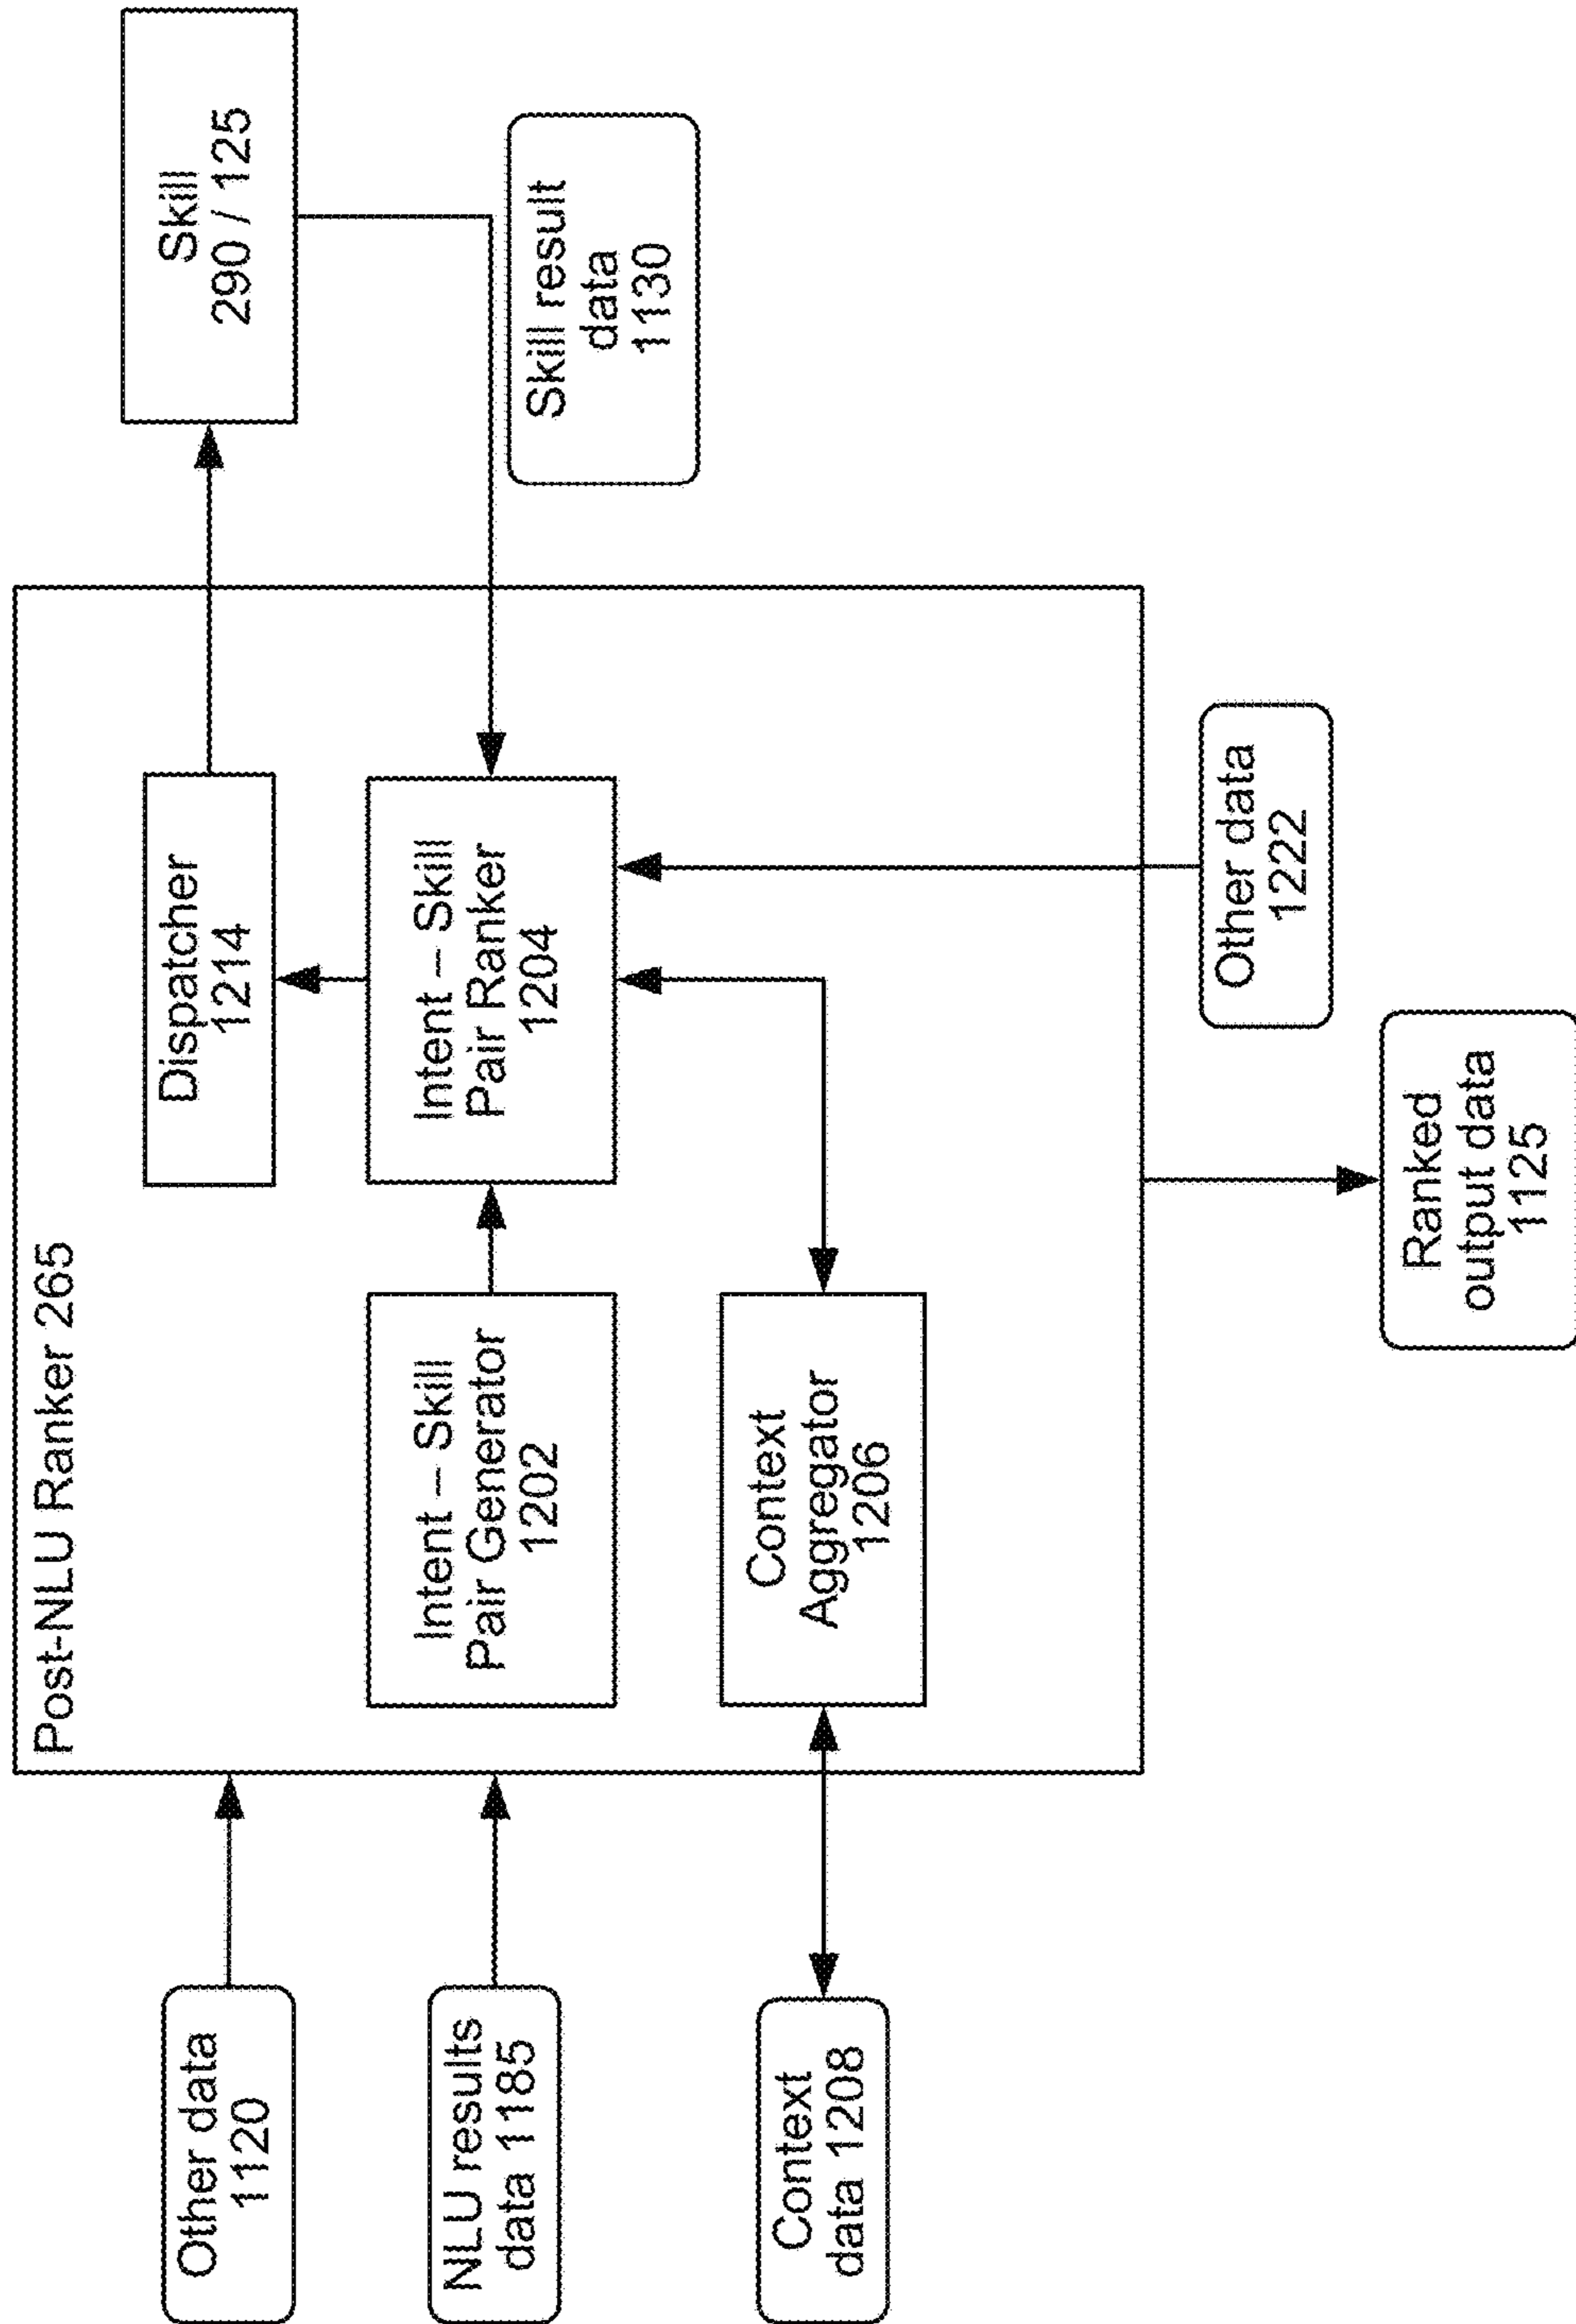 Post-NLU Ranker 265
Other data
1120
NLU results
data 1185
Context
data 1208
Dispatcher
1214
Intent – Skill
Pair Generator
1202
Intent – Skill
Pair Ranker
1204
Context
Aggregator
1206
Skill
290 / 125
Skill result
data
1130
Other data
1222
Ranked
output data
1125